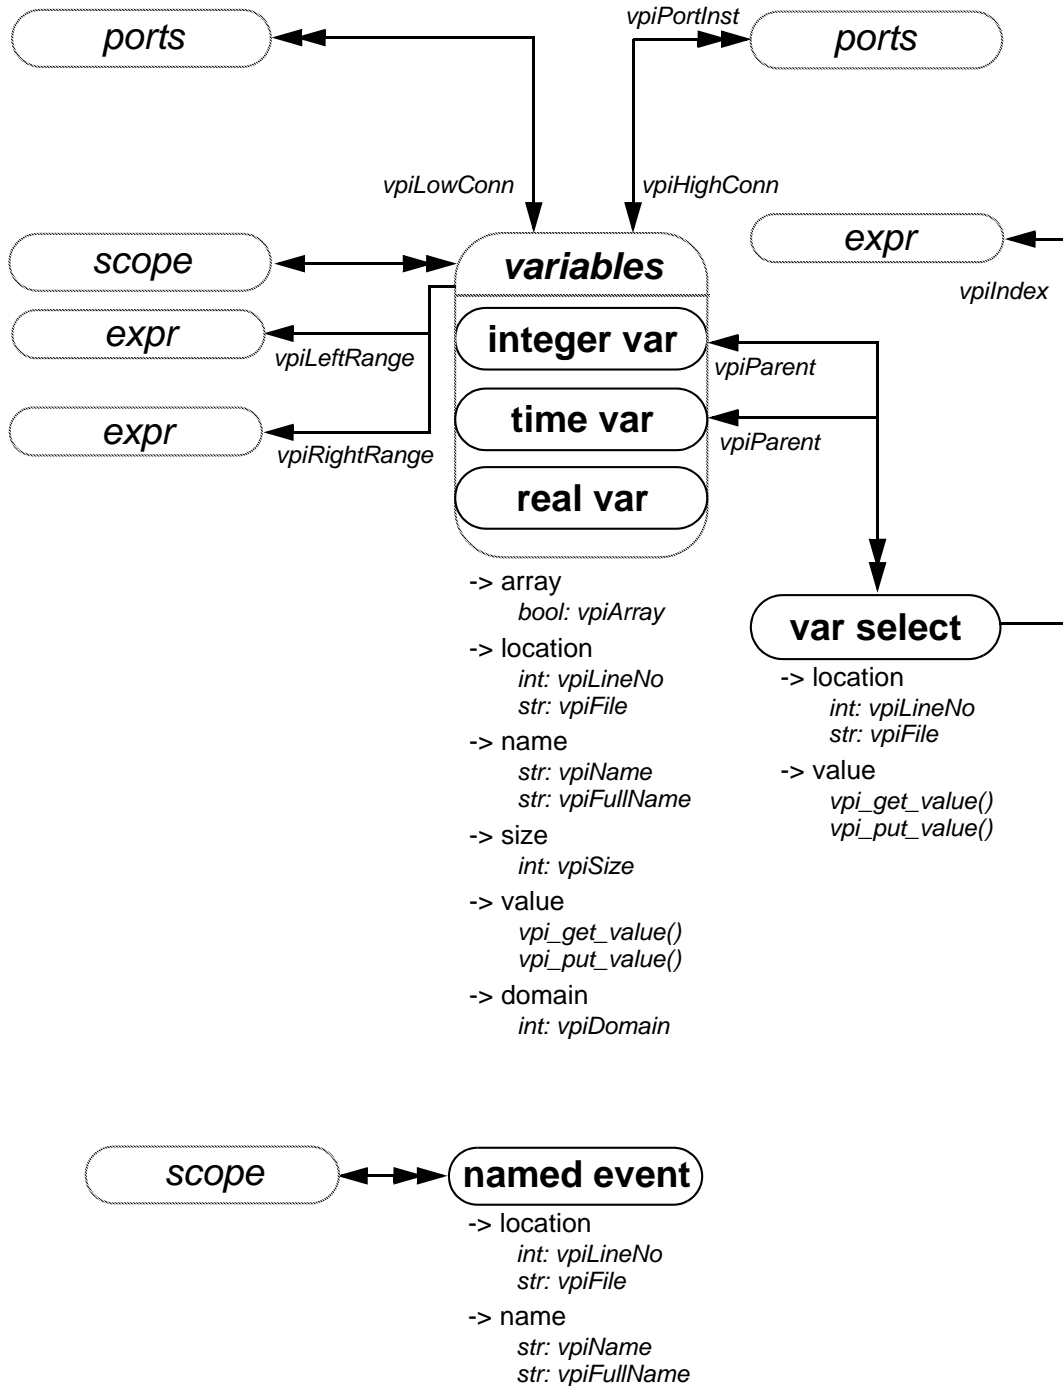 vpiPortInst
ports
ports
vpiLowConn
vpiHighConn
expr
scope
variables
vpiIndex
expr
integer var
vpiLeftRange
vpiParent
expr
time var
vpiRightRange
vpiParent
real var
-> array
bool: vpiArray
-> location
int: vpiLineNo
str: vpiFile
-> name
str: vpiName
str: vpiFullName
-> size
int: vpiSize
-> value
vpi_get_value()
vpi_put_value()
-> domain
int: vpiDomain
var select
-> location
int: vpiLineNo
str: vpiFile
-> value
vpi_get_value()
vpi_put_value()
scope
named event
-> location
int: vpiLineNo
str: vpiFile
-> name
str: vpiName
str: vpiFullName